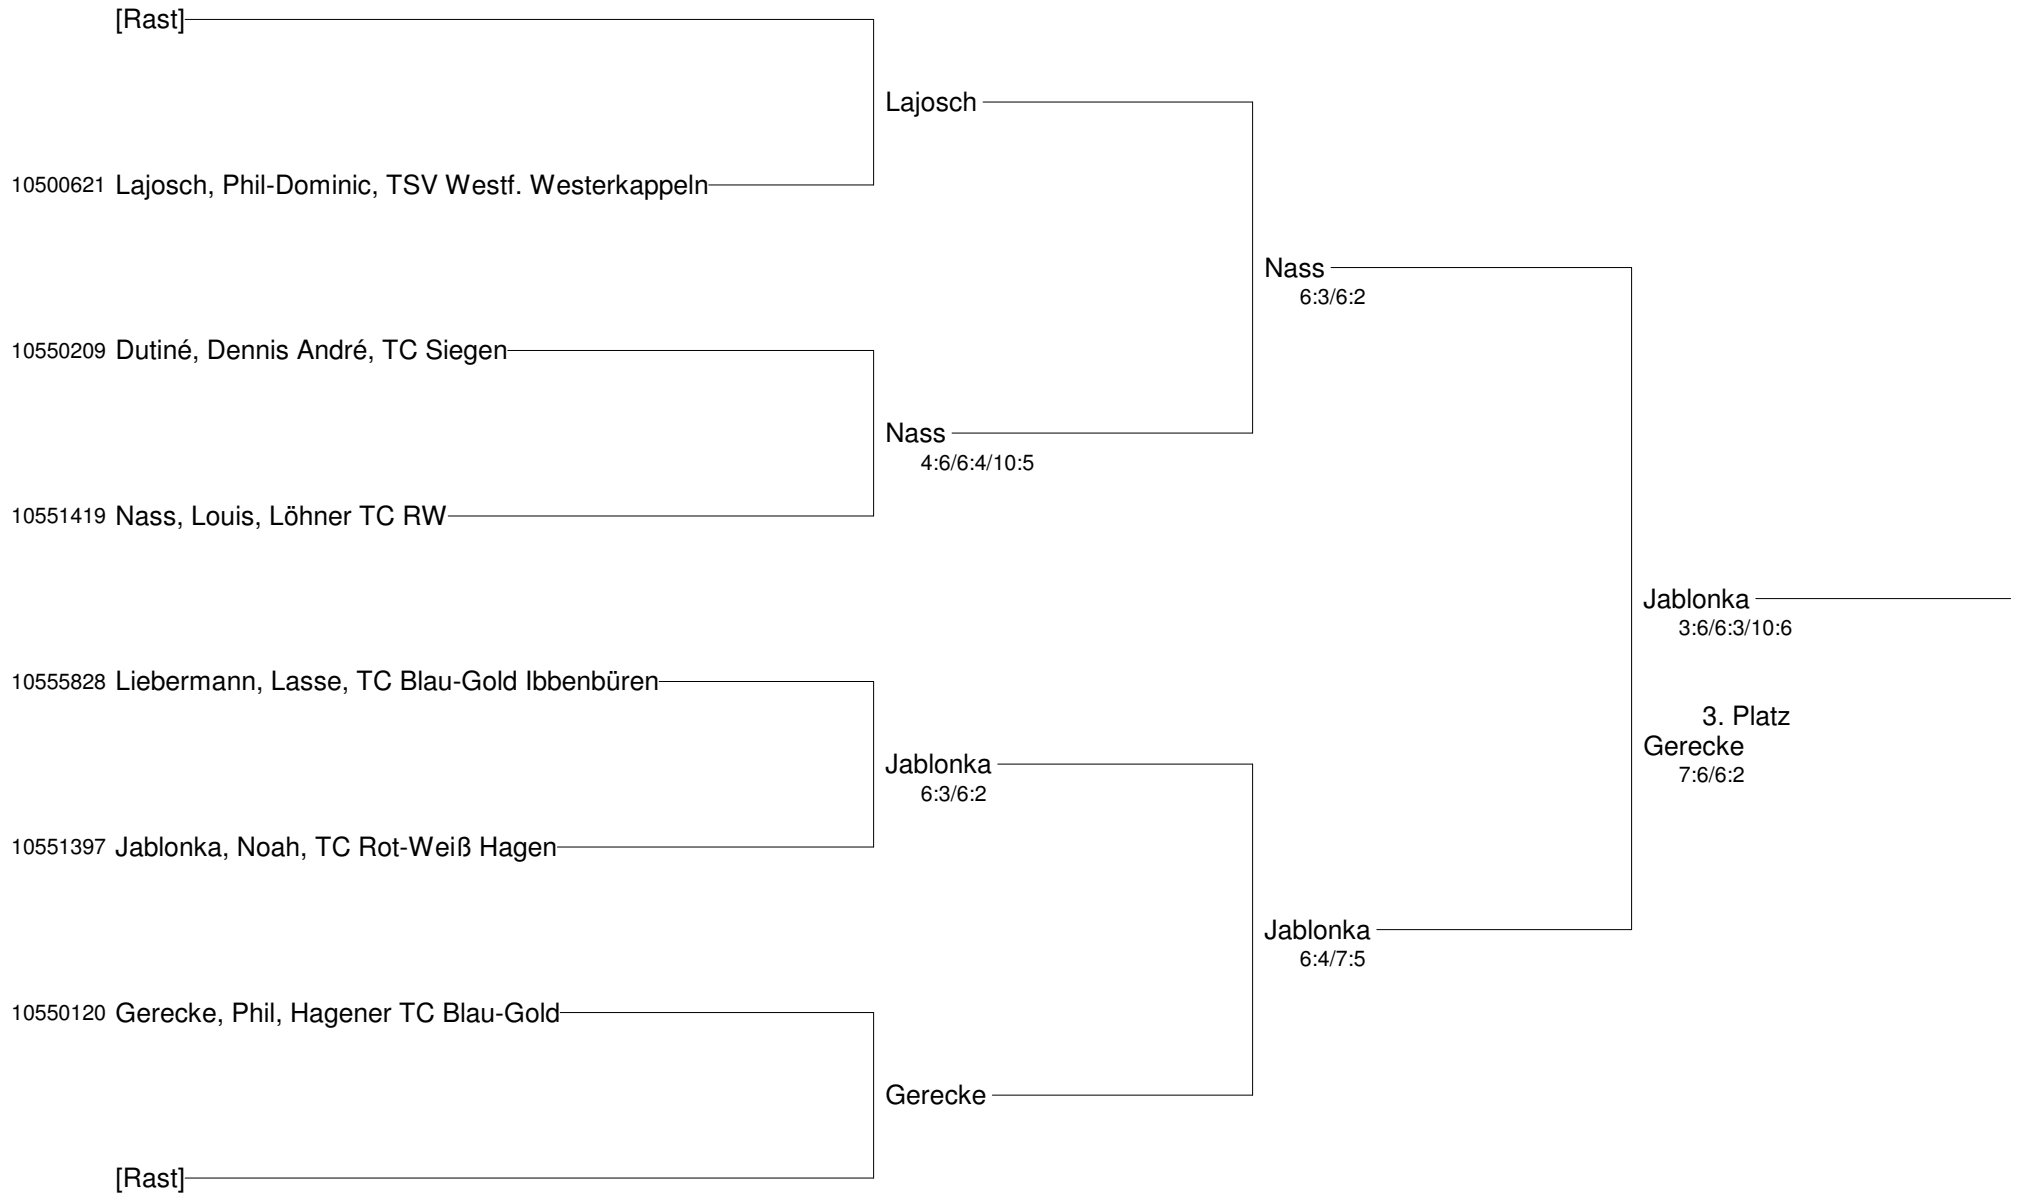 [Rast]
Lajosch
10500621 Lajosch, Phil-Dominic, TSV Westf. Westerkappeln
Nass
6:3/6:2
10550209 Dutiné, Dennis André, TC Siegen
Nass
4:6/6:4/10:5
10551419 Nass, Louis, Löhner TC RW
Jablonka
3:6/6:3/10:6
10555828 Liebermann, Lasse, TC Blau-Gold Ibbenbüren
3. Platz
Gerecke
7:6/6:2
Jablonka
6:3/6:2
10551397 Jablonka, Noah, TC Rot-Weiß Hagen
Jablonka
6:4/7:5
10550120 Gerecke, Phil, Hagener TC Blau-Gold
Gerecke
[Rast]